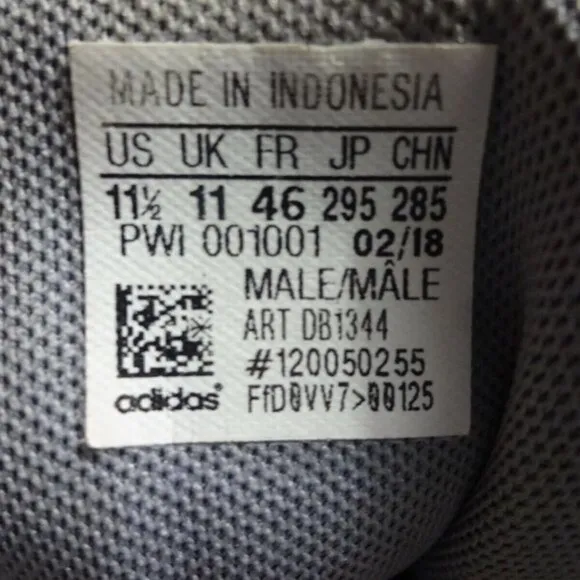 MADE IN INDONESIA
US UK FR JP CHN
11½ 11 46 295 285
PWI 001001 02/18
MALE/MÂLE
ART DB1344
#120050255
adidas® FfD0VV7>00125